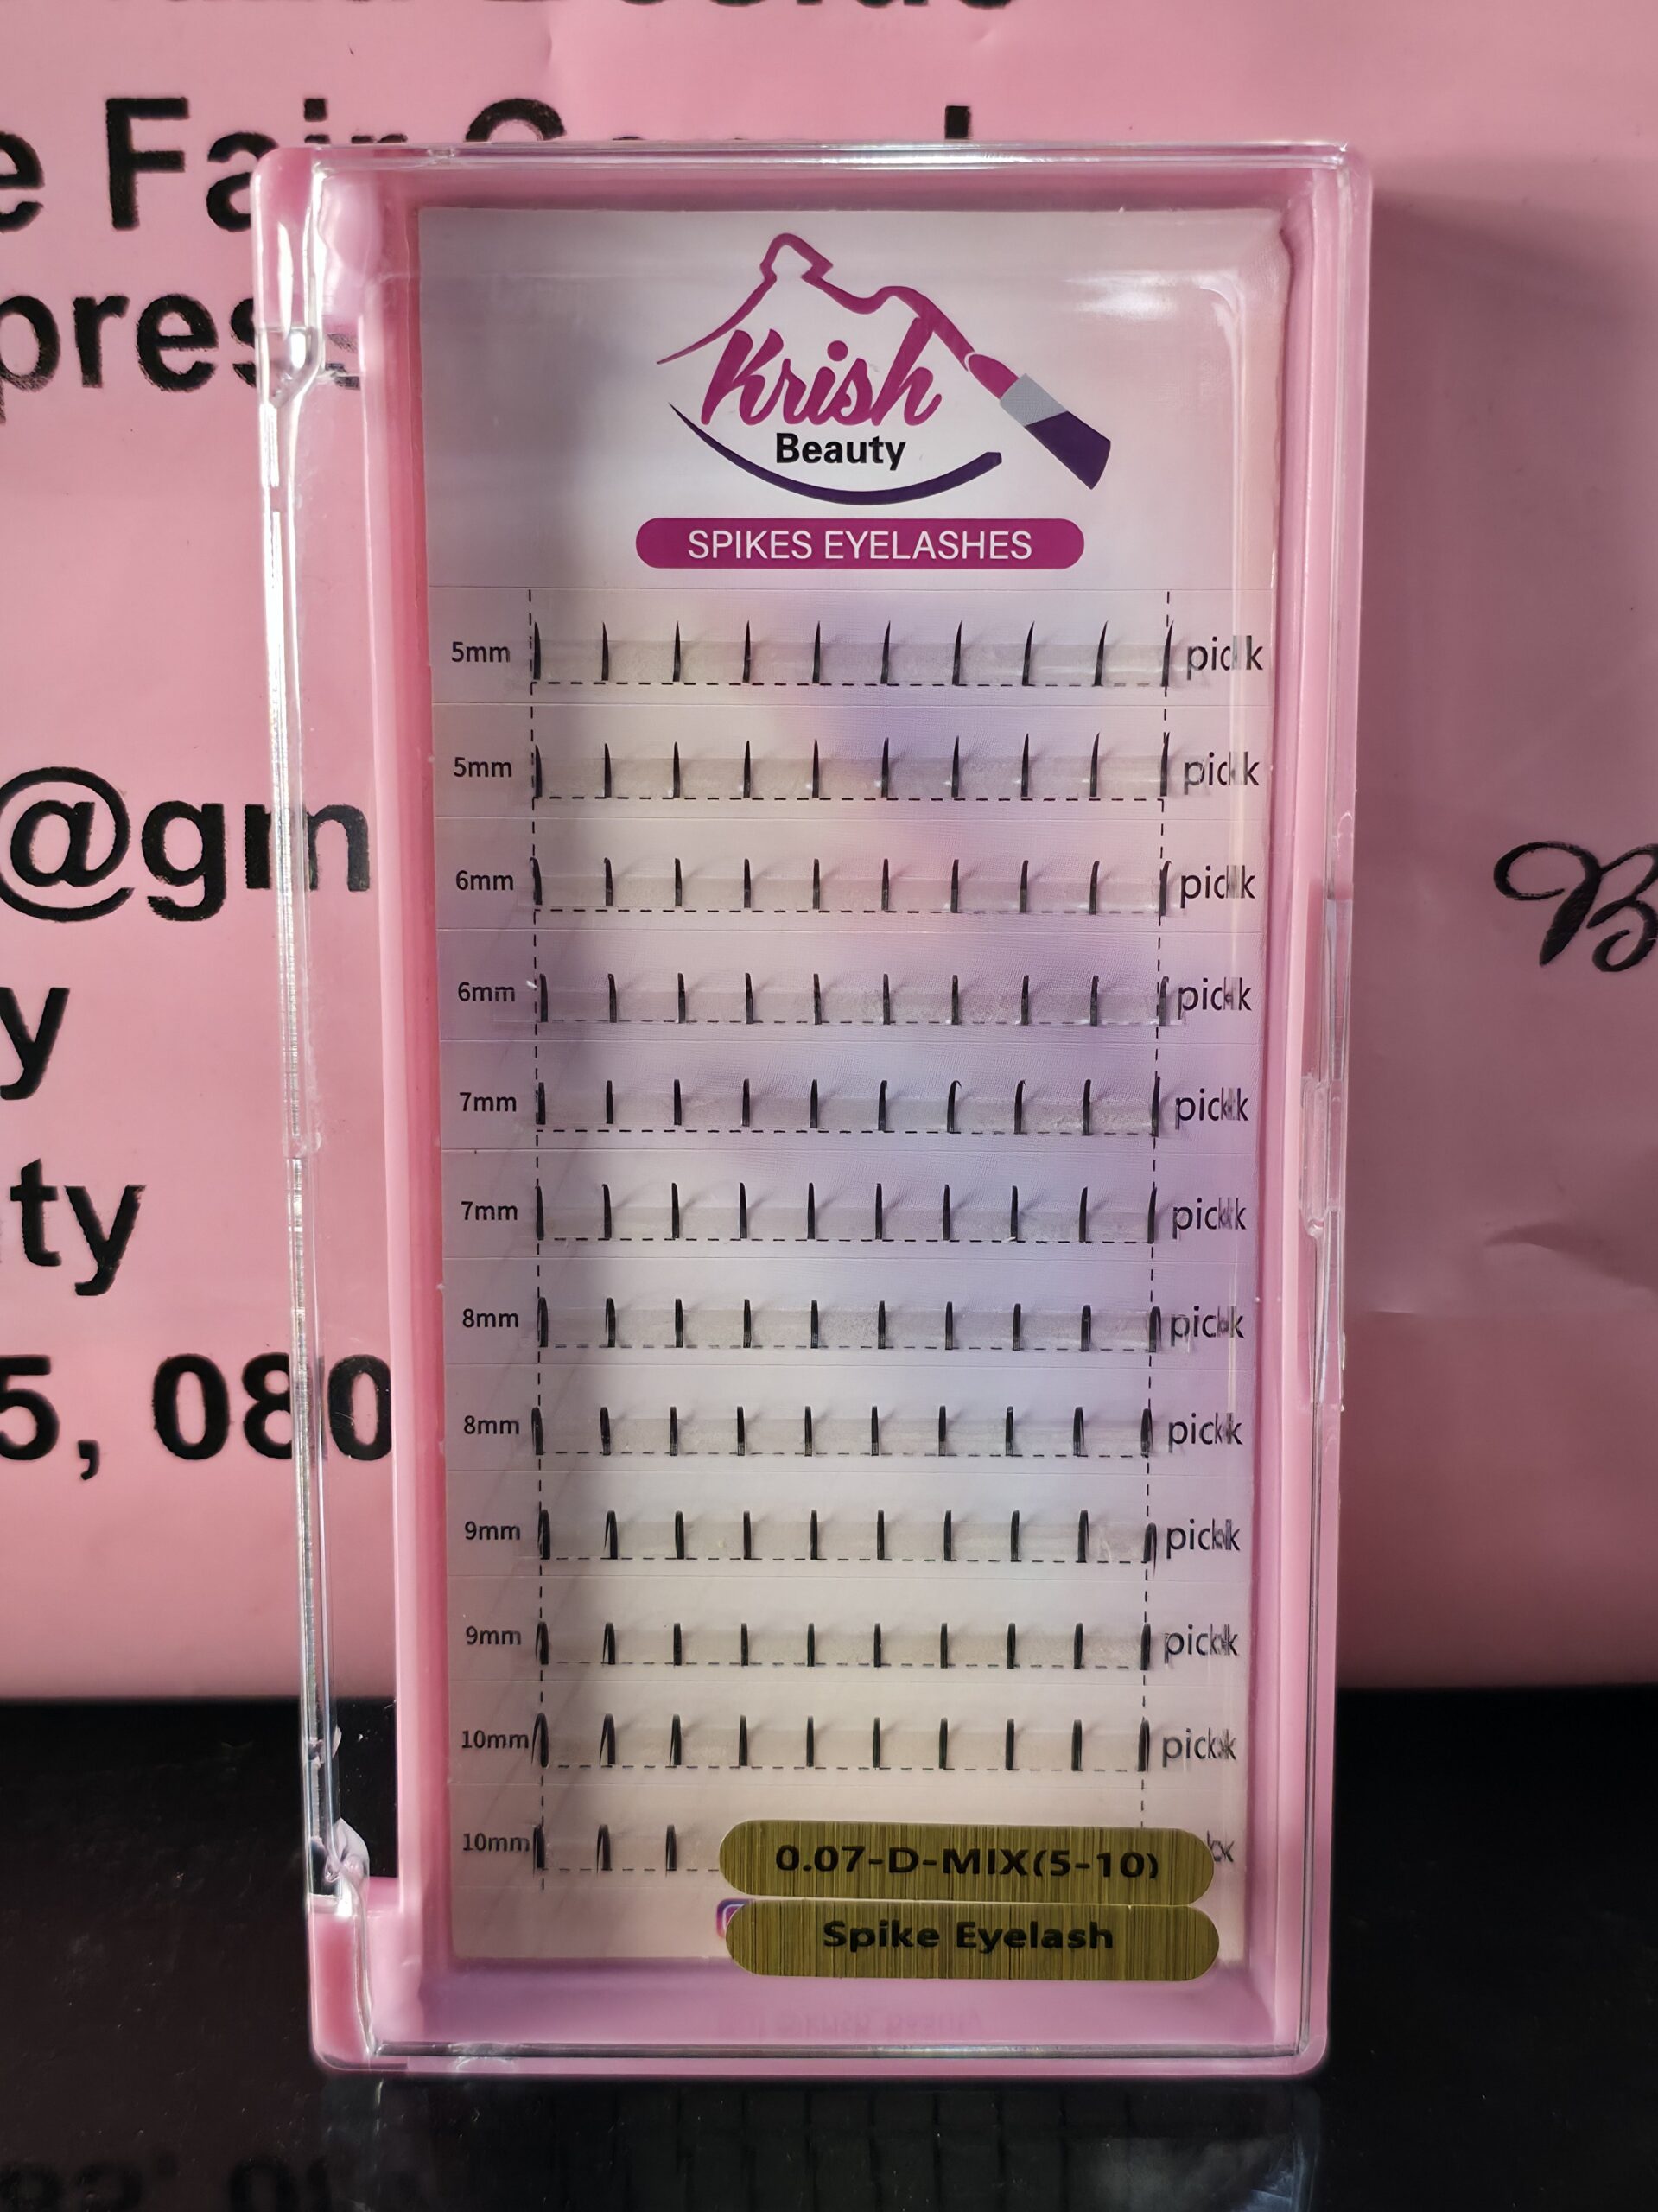 e Fair
pres
@gm
y
ty
5, 080
B
Krish
Beauty
SPIKES EYELASHES
5mm pick
5mm pick
6mm pick
6mm pick
7mm pick
7mm pick
8mm pick
8mm pick
9mm pick
9mm pick
10mm pick
10mm
0.07-D-MIX(5-10)
Spike Eyelash